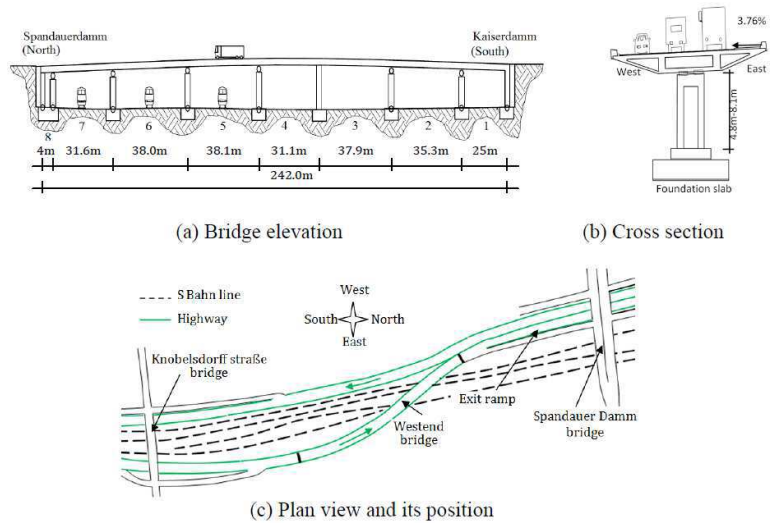 Spandauerdamm
(North)
Kaiserdamm
(South)
8 7 6 5 4 3 2 1
4m 31.6m 38.0m 38.1m 31.1m 37.9m 35.3m 25m
242.0m
(a) Bridge elevation
3.76%
West East
4.8m-8.1m
Foundation slab
(b) Cross section
S Bahn line
Highway
West
South North
East
Knobelsdorff straße
bridge
Exit ramp
Westend
bridge
Spandauer Damm
bridge
(c) Plan view and its position